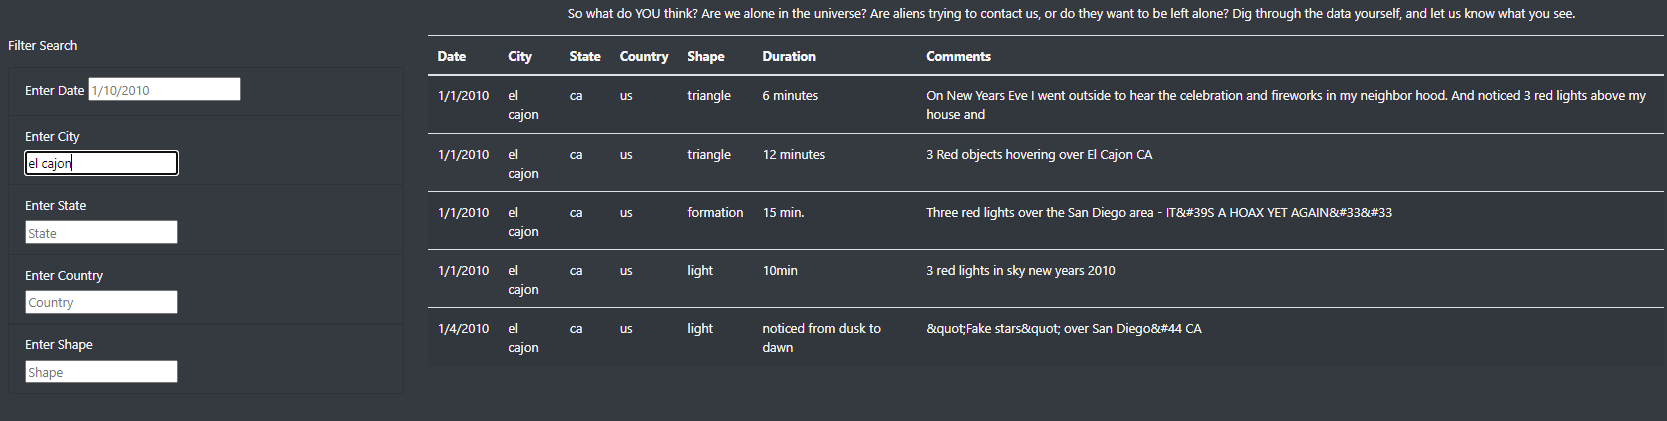 So what do YOU think? Are we alone in the universe? Are aliens trying to contact us, or do they want to be left alone? Dig through the data yourself, and let us know what you see.
Filter Search
Enter Date 1/10/2010
Enter City
el cajon
Enter State
State
Enter Country
Country
Enter Shape
Shape
Date City State Country Shape Duration Comments
1/1/2010 el cajon ca us triangle 6 minutes On New Years Eve I went outside to hear the celebration and fireworks in my neighbor hood. And noticed 3 red lights above my house and
1/1/2010 el cajon ca us triangle 12 minutes 3 Red objects hovering over El Cajon CA
1/1/2010 el cajon ca us formation 15 min. Three red lights over the San Diego area - IT&#39S A HOAX YET AGAIN&#33&#33
1/1/2010 el cajon ca us light 10min 3 red lights in sky new years 2010
1/4/2010 el cajon ca us light noticed from dusk to dawn &quot;Fake stars&quot; over San Diego&#44 CA